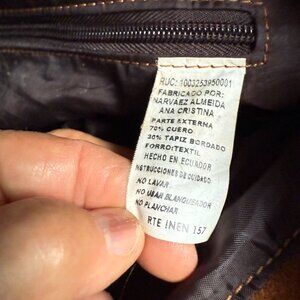 RUC: 1003253950001
FABRICADO POR:
NARVAEZ ALMEIDA
ANA CRISTINA
PARTE EXTERNA
70% CUERO
30% TAPIZ BORDADO
FORRO: TEXTIL
HECHO EN ECUADOR
INSTRUCCIONES DE CUIDADO
NO LAVAR
NO USAR BLANQUEADOR
NO PLANCHAR
RTE INEN 157